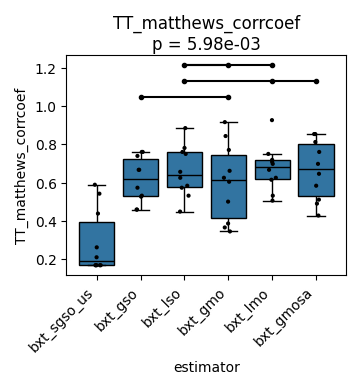 TT_matthews_corrcoef
p = 5.98e-03
TT_matthews_corrcoef
1.2
1.0
0.8
0.6
0.4
0.2
bxt_sgso_us
bxt_gso
bxt_lso
bxt_gmo
bxt_lmo
bxt_gmosa
estimator